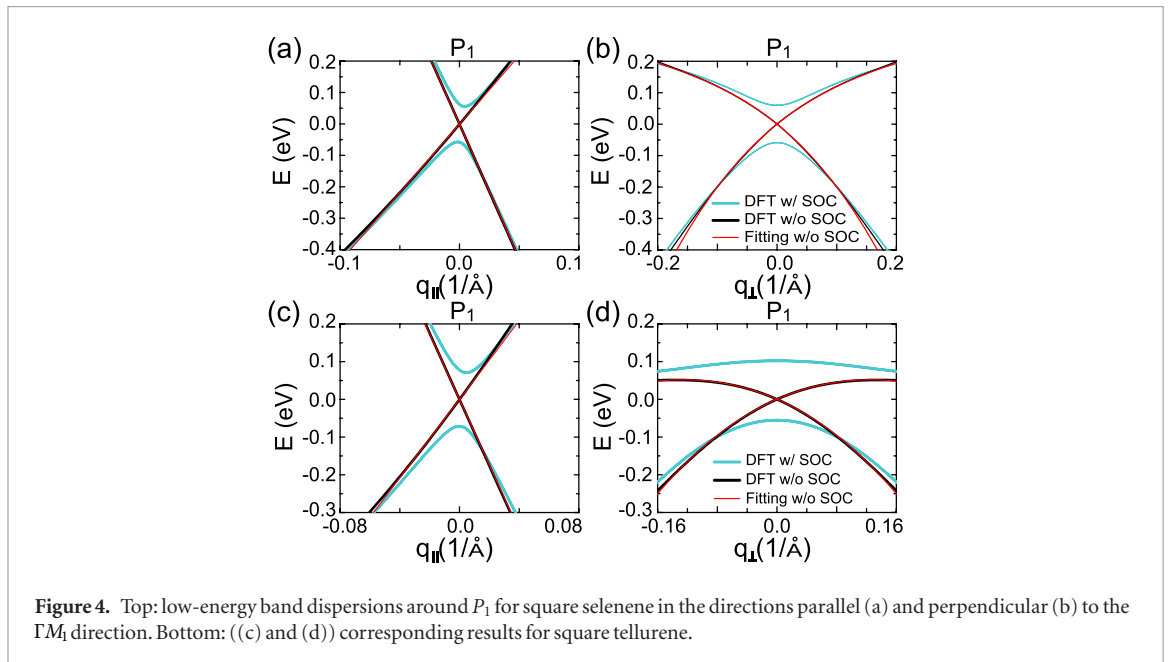 (a)
P₁
0.2
0.1
0.0
-0.1
-0.2
-0.3
-0.4
E (eV)
-0.1
0.0
0.1
q||(1/Å)
(b)
P₁
0.2
0.1
0.0
-0.1
-0.2
-0.3
-0.4
E (eV)
DFT w/ SOC
DFT w/o SOC
Fitting w/o SOC
-0.2
0.0
0.2
q⊥(1/Å)
(c)
P₁
0.2
0.1
0.0
-0.1
-0.2
-0.3
E (eV)
-0.08
0.0
0.08
q||(1/Å)
(d)
P₁
0.2
0.1
0.0
-0.1
-0.2
-0.3
E (eV)
DFT w/ SOC
DFT w/o SOC
Fitting w/o SOC
-0.16
0.0
0.16
q⊥(1/Å)
Figure 4. Top: low-energy band dispersions around P₁ for square selenene in the directions parallel (a) and perpendicular (b) to the
ΓM₁ direction. Bottom: ((c) and (d)) corresponding results for square tellurene.